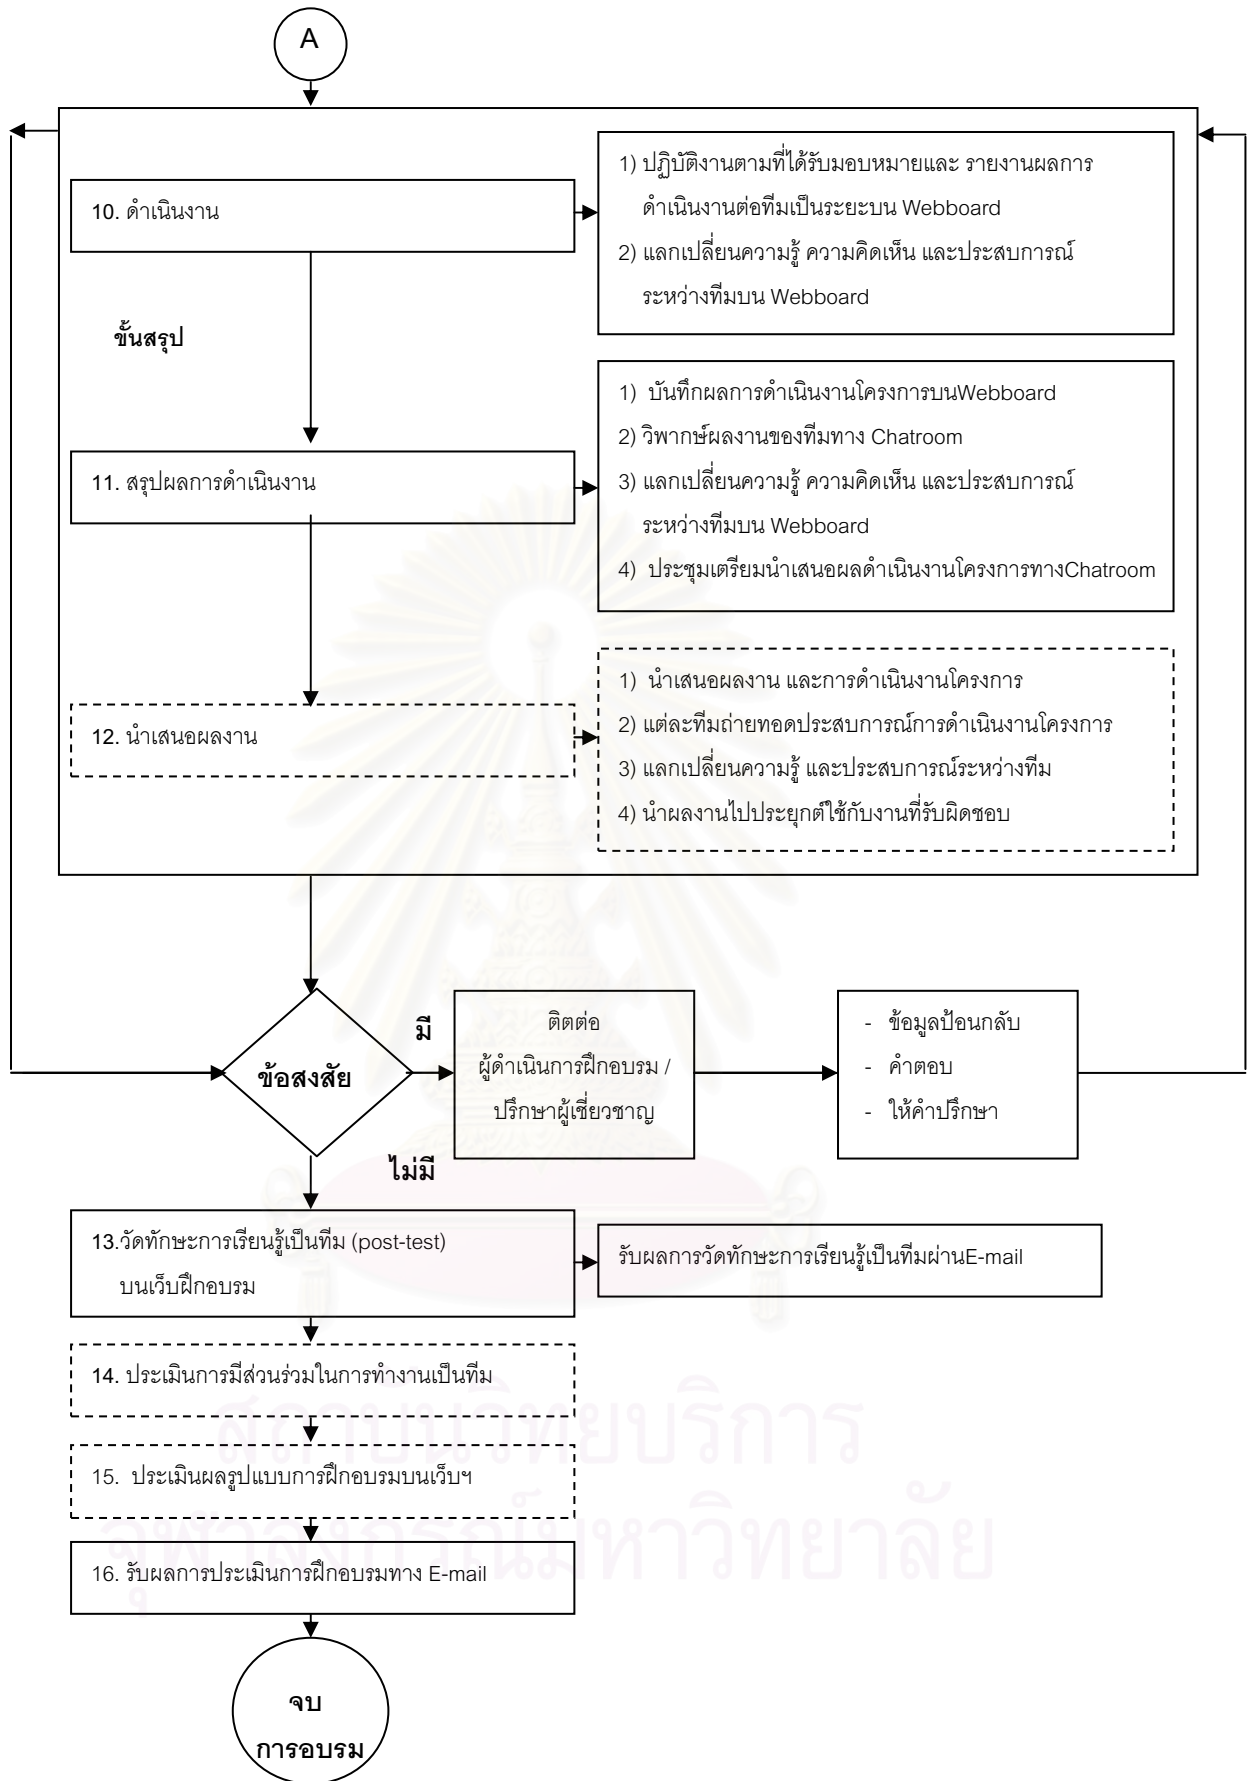 A
10. ดำเนินงาน
1) ปฏิบัติงานตามที่ได้รับมอบหมายและ รายงานผลการ
ดำเนินงานต่อทีมเป็นระยะบน Webboard
2) แลกเปลี่ยนความรู้ ความคิดเห็น และประสบการณ์
ระหว่างทีมบน Webboard
ขั้นสรุป
11. สรุปผลการดำเนินงาน
1) บันทึกผลการดำเนินงานโครงการบนWebboard
2) วิพากษ์ผลงานของทีมทาง Chatroom
3) แลกเปลี่ยนความรู้ ความคิดเห็น และประสบการณ์
ระหว่างทีมบน Webboard
4) ประชุมเตรียมนำเสนอผลดำเนินงานโครงการทางChatroom
12. นำเสนอผลงาน
1) นำเสนอผลงาน และการดำเนินงานโครงการ
2) แต่ละทีมถ่ายทอดประสบการณ์การดำเนินงานโครงการ
3) แลกเปลี่ยนความรู้ และประสบการณ์ระหว่างทีม
4) นำผลงานไปประยุกต์ใช้กับงานที่รับผิดชอบ
ข้อสงสัย
มี
ติตต่อ
ผู้ดำเนินการฝึกอบรม /
ปรึกษาผู้เชี่ยวชาญ
- ข้อมูลป้อนกลับ
- คำตอบ
- ให้คำปรึกษา
ไม่มี
13.วัดทักษะการเรียนรู้เป็นทีม (post-test)
บนเว็บฝึกอบรม
รับผลการวัดทักษะการเรียนรู้เป็นทีมผ่านE-mail
14. ประเมินการมีส่วนร่วมในการทำงานเป็นทีม
15. ประเมินผลรูปแบบการฝึกอบรมบนเว็บฯ
16. รับผลการประเมินการฝึกอบรมทาง E-mail
จบ
การอบรม
สถาบันวิทยบริการ
จุฬาลงกรณ์มหาวิทยาลัย